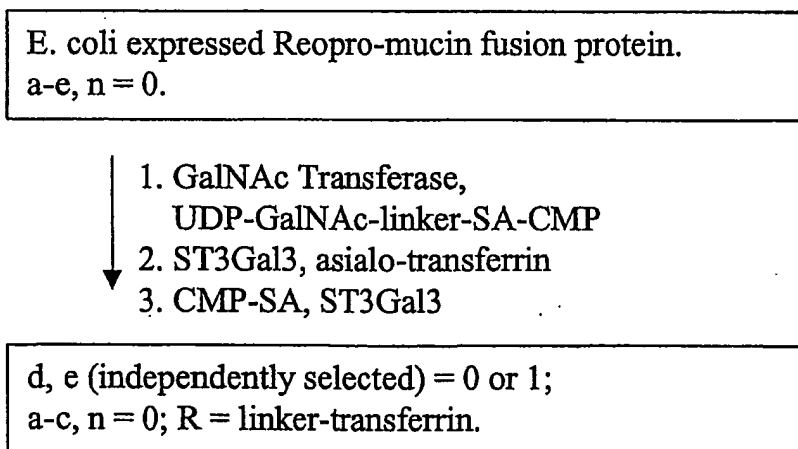 E. coli expressed Reopro-mucin fusion protein.
a-e, n = 0.
1. GalNAc Transferase,
UDP-GalNAc-linker-SA-CMP
2. ST3Gal3, asialo-transferrin
3. CMP-SA, ST3Gal3
d, e (independently selected) = 0 or 1;
a-c, n = 0; R = linker-transferrin.